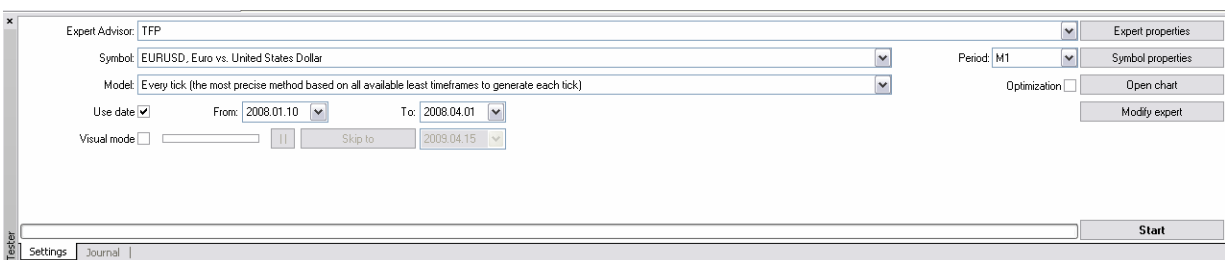 Expert Advisor: TFP Expert properties
Symbol: EURUSD, Euro vs. United States Dollar Period: M1 Symbol properties
Model: Every tick (the most precise method based on all available least timeframes to generate each tick) Optimization Open chart
Use date From: 2008.01.10 To: 2008.04.01 Modify expert
Visual mode Skip to 2009.04.15
Start
Tester
Settings Journal